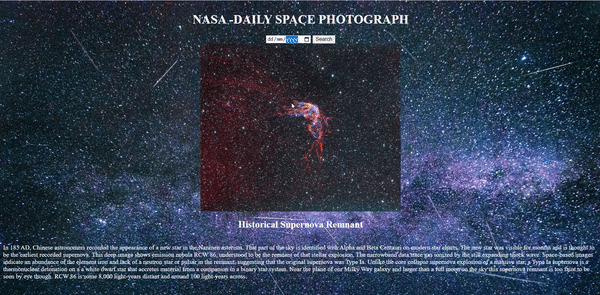 NASA -DAILY SPACE PHOTOGRAPH
dd/mm/yyyy Search
Historical Supernova Remnant
In 185 AD, Chinese astronomers recorded the appearance of a new star in the Nanmen asterism. That part of the sky is identified with Alpha and Beta Centauri on modern star charts. The new star was visible for months and is thought to
be the earliest recorded supernova. This deep image shows emission nebula RCW 86, understood to be the remnant of that stellar explosion. The narrowband data trace gas ionized by the still expanding shock wave. Space-based images
indicate an abundance of the element iron and lack of a neutron star or pulsar in the remnant, suggesting that the original supernova was Type Ia. Unlike the core collapse supernova explosion of a massive star, a Type Ia supernova is a
thermonuclear detonation on a a white dwarf star that accretes material from a companion in a binary star system. Near the plane of our Milky Way galaxy and larger than a full moon on the sky this supernova remnant is too faint to be
seen by eye though. RCW 86 is some 8,000 light-years distant and around 100 light-years across.